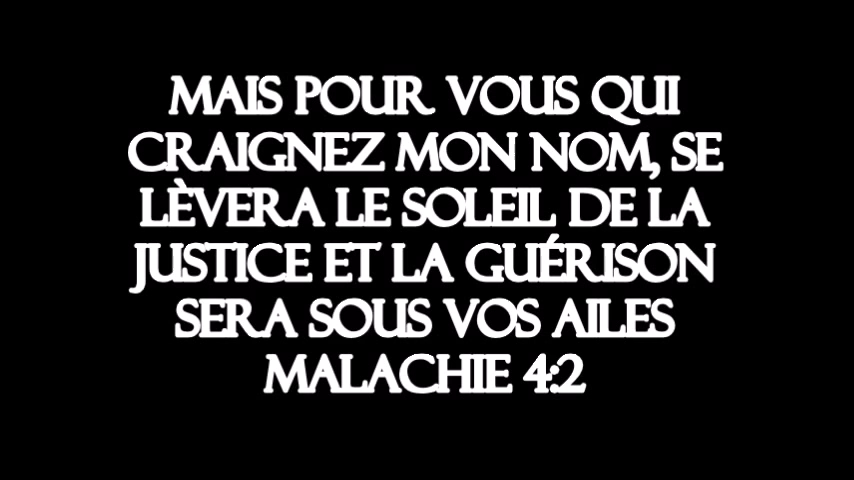 MAIS POUR VOUS QUI
CRAIGNEZ MON NOM, SE
LÈVERA LE SOLEIL DE LA
JUSTICE ET LA GUÉRISON
SERA SOUS VOS AILES
MALACHIE 4:2